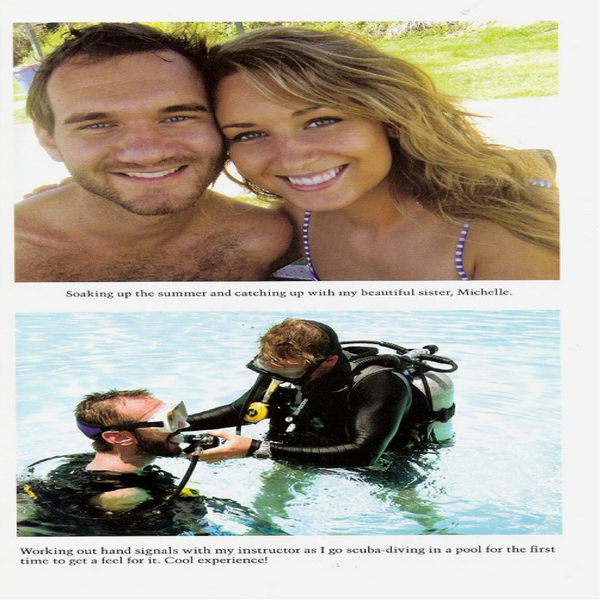 Soaking up the summer and catching up with my beautiful sister, Michelle.
Working out hand signals with my instructor as I go scuba-diving in a pool for the first
time to get a feel for it. Cool experience!